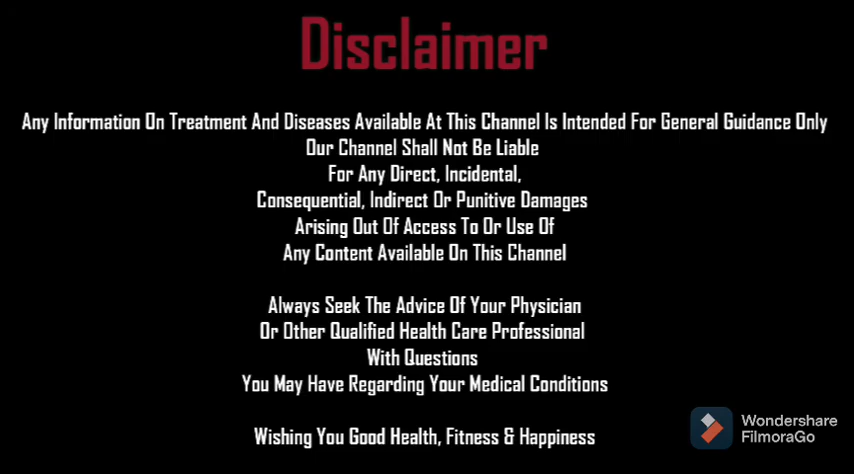 Disclaimer
Any Information On Treatment And Diseases Available At This Channel Is Intended For General Guidance Only
Our Channel Shall Not Be Liable
For Any Direct, Incidental,
Consequential, Indirect Or Punitive Damages
Arising Out Of Access To Or Use Of
Any Content Available On This Channel
Always Seek The Advice Of Your Physician
Or Other Qualified Health Care Professional
With Questions
You May Have Regarding Your Medical Conditions
Wishing You Good Health, Fitness & Happiness
Wondershare
FilmoraGo